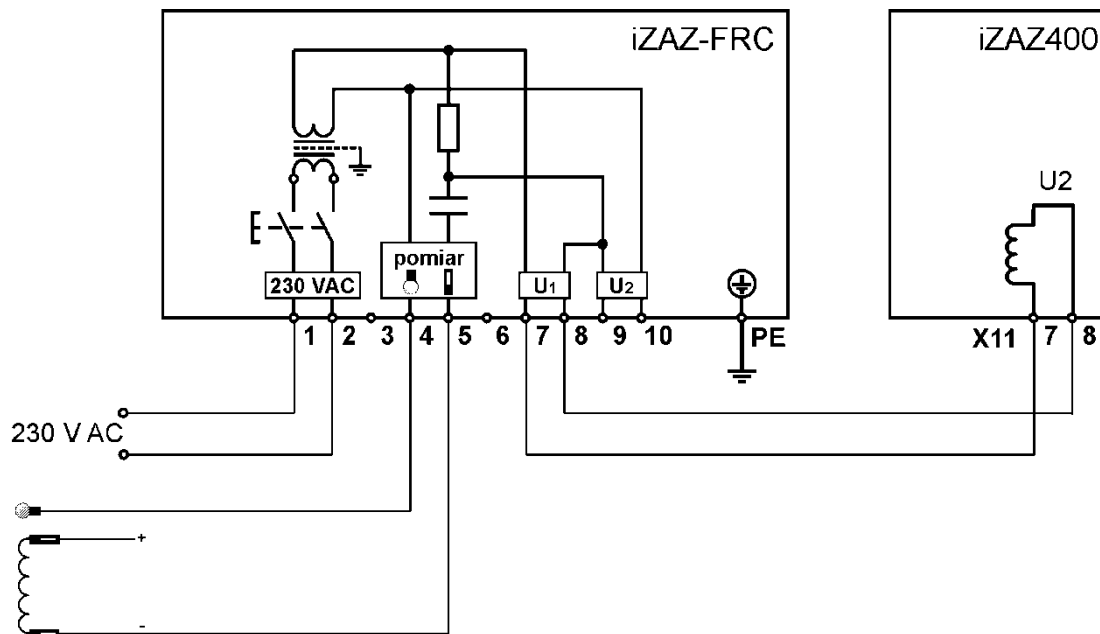 iZAZ-FRC
iZAZ400
U2
pomiar
230 VAC
U1
U2
1 2 3 4 5 6 7 8 9 10 PE
X11 7 8
230 V AC
+
-